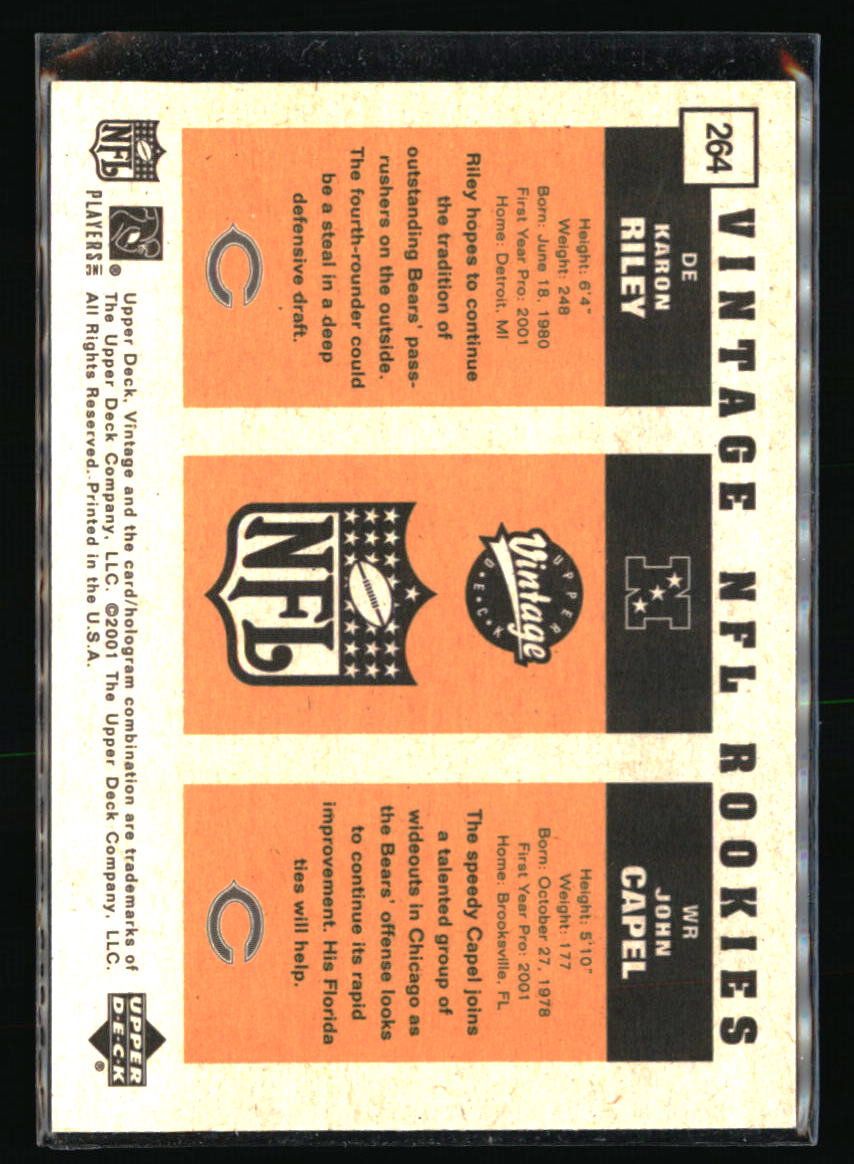 264
VINTAGE NFL ROOKIES
DE
KARON
RILEY
Height: 6'4"
Weight: 248
Born: June 18, 1980
First Year Pro: 2001
Home: Detroit, MI
Riley hopes to continue
the tradition of
outstanding Bears' pass-
rushers on the outside.
The fourth-rounder could
be a steal in a deep
defensive draft.
C
N
UPPER
Vintage
DECK
NFL
WR
JOHN
CAPEL
Height: 5'10"
Weight: 177
Born: October 27, 1978
First Year Pro: 2001
Home: Brooksville, FL
The speedy Capel joins
a talented group of
wideouts in Chicago as
the Bears' offense looks
to continue its rapid
improvement. His Florida
ties will help.
C
NFL
PLAYERS INC
®
Upper Deck, Vintage and the card/hologram combination are trademarks of
The Upper Deck Company, LLC. ©2001 The Upper Deck Company, LLC.
All Rights Reserved. Printed in the U.S.A.
UPPER
D·E·C·K
®